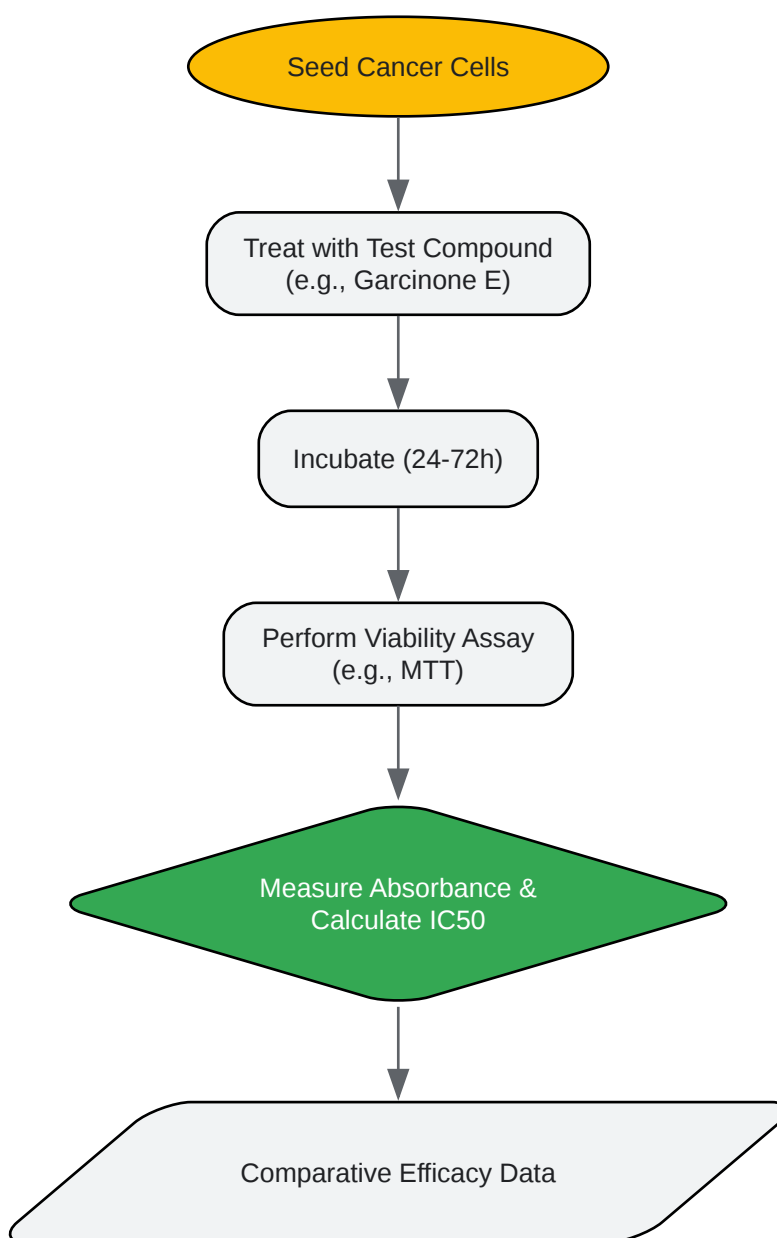 Seed Cancer Cells
Treat with Test Compound
(e.g., Garcinone E)
Incubate (24-72h)
Perform Viability Assay
(e.g., MTT)
Measure Absorbance &
Calculate IC50
Comparative Efficacy Data